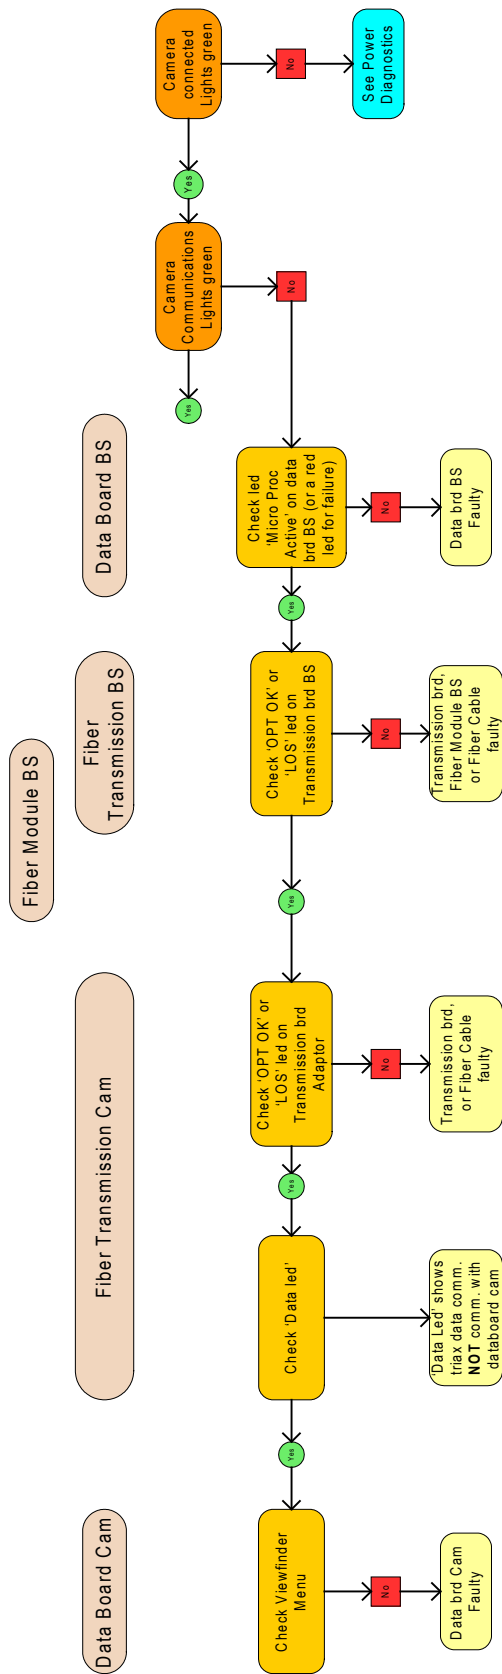 Fiber Module BS
Data Board Cam
Fiber Transmission Cam
Fiber
Transmission BS
Data Board BS
Yes
Camera
Communications
Lights green
Yes
Camera
connected
Lights green
No
No
See Power
Diagnostics
Check Viewfinder
Menu
Yes
Check ‘Data led’
Yes
Check ‘OPT OK’ or
‘LOS’ led on
Transmission brd
Adaptor
Yes
Check ‘OPT OK’ or
‘LOS’ led on
Transmission brd BS
Yes
Check led
‘Micro Proc
Active’ on data
brd BS (or a red
led for failure)
No
No
No
No
Data brd Cam
Faulty
‘Data Led’ shows
triax data comm.
NOT comm. with
databoard cam
Transmission brd,
or Fiber Cable
faulty
Transmission brd,
Fiber Module BS
or Fiber Cable
faulty
Data brd BS
Faulty